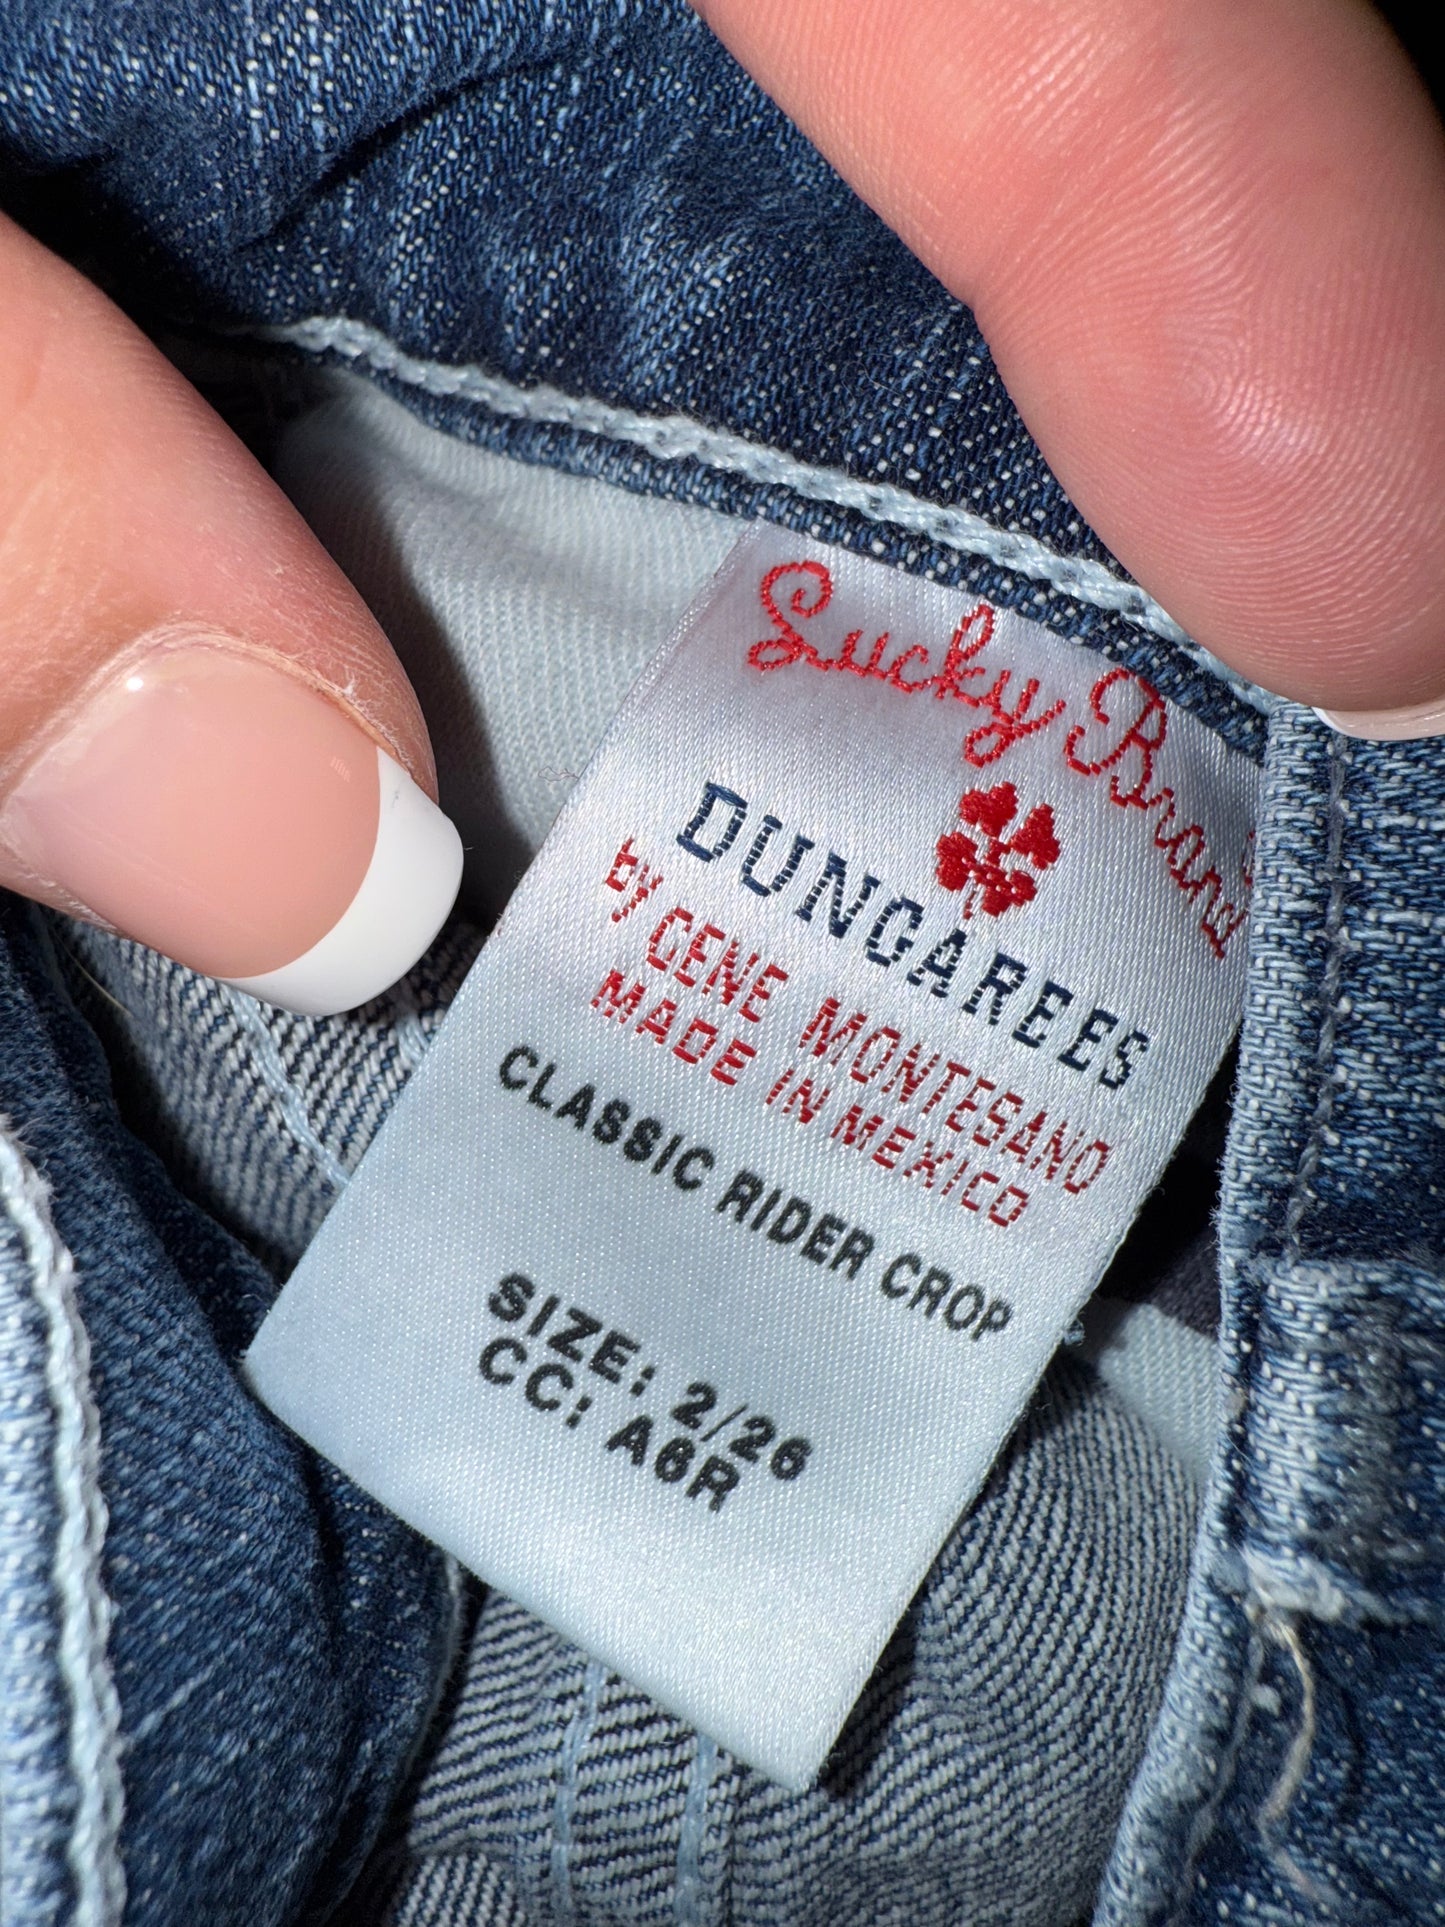 Lucky Brand
DUNGAREES
by GENE MONTESANO
MADE IN MEXICO
CLASSIC RIDER CROP
SIZE: 2/26
CC: A6R